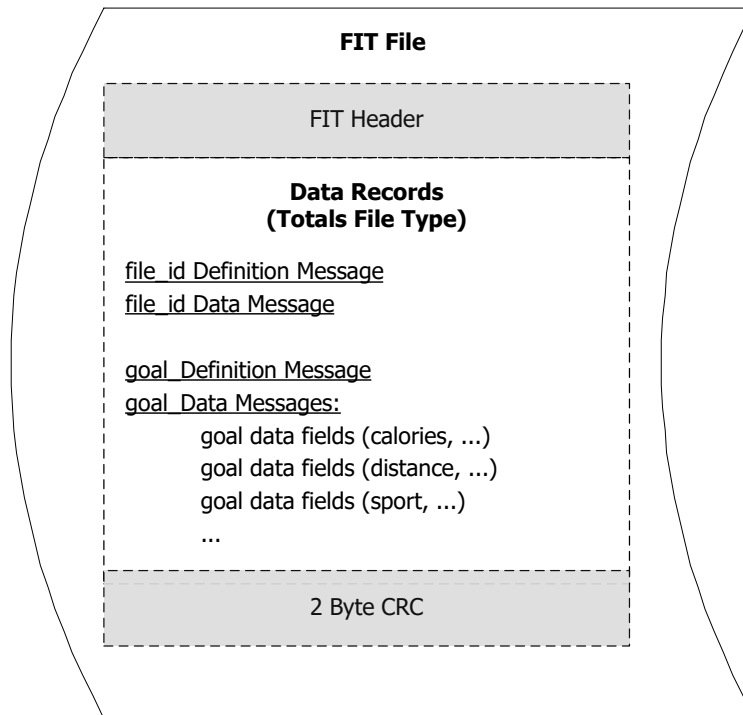 FIT File
FIT Header
Data Records
(Totals File Type)
file_id Definition Message
file_id Data Message
goal_Definition Message
goal_Data Messages:
goal data fields (calories, ...)
goal data fields (distance, ...)
goal data fields (sport, ...)
...
2 Byte CRC